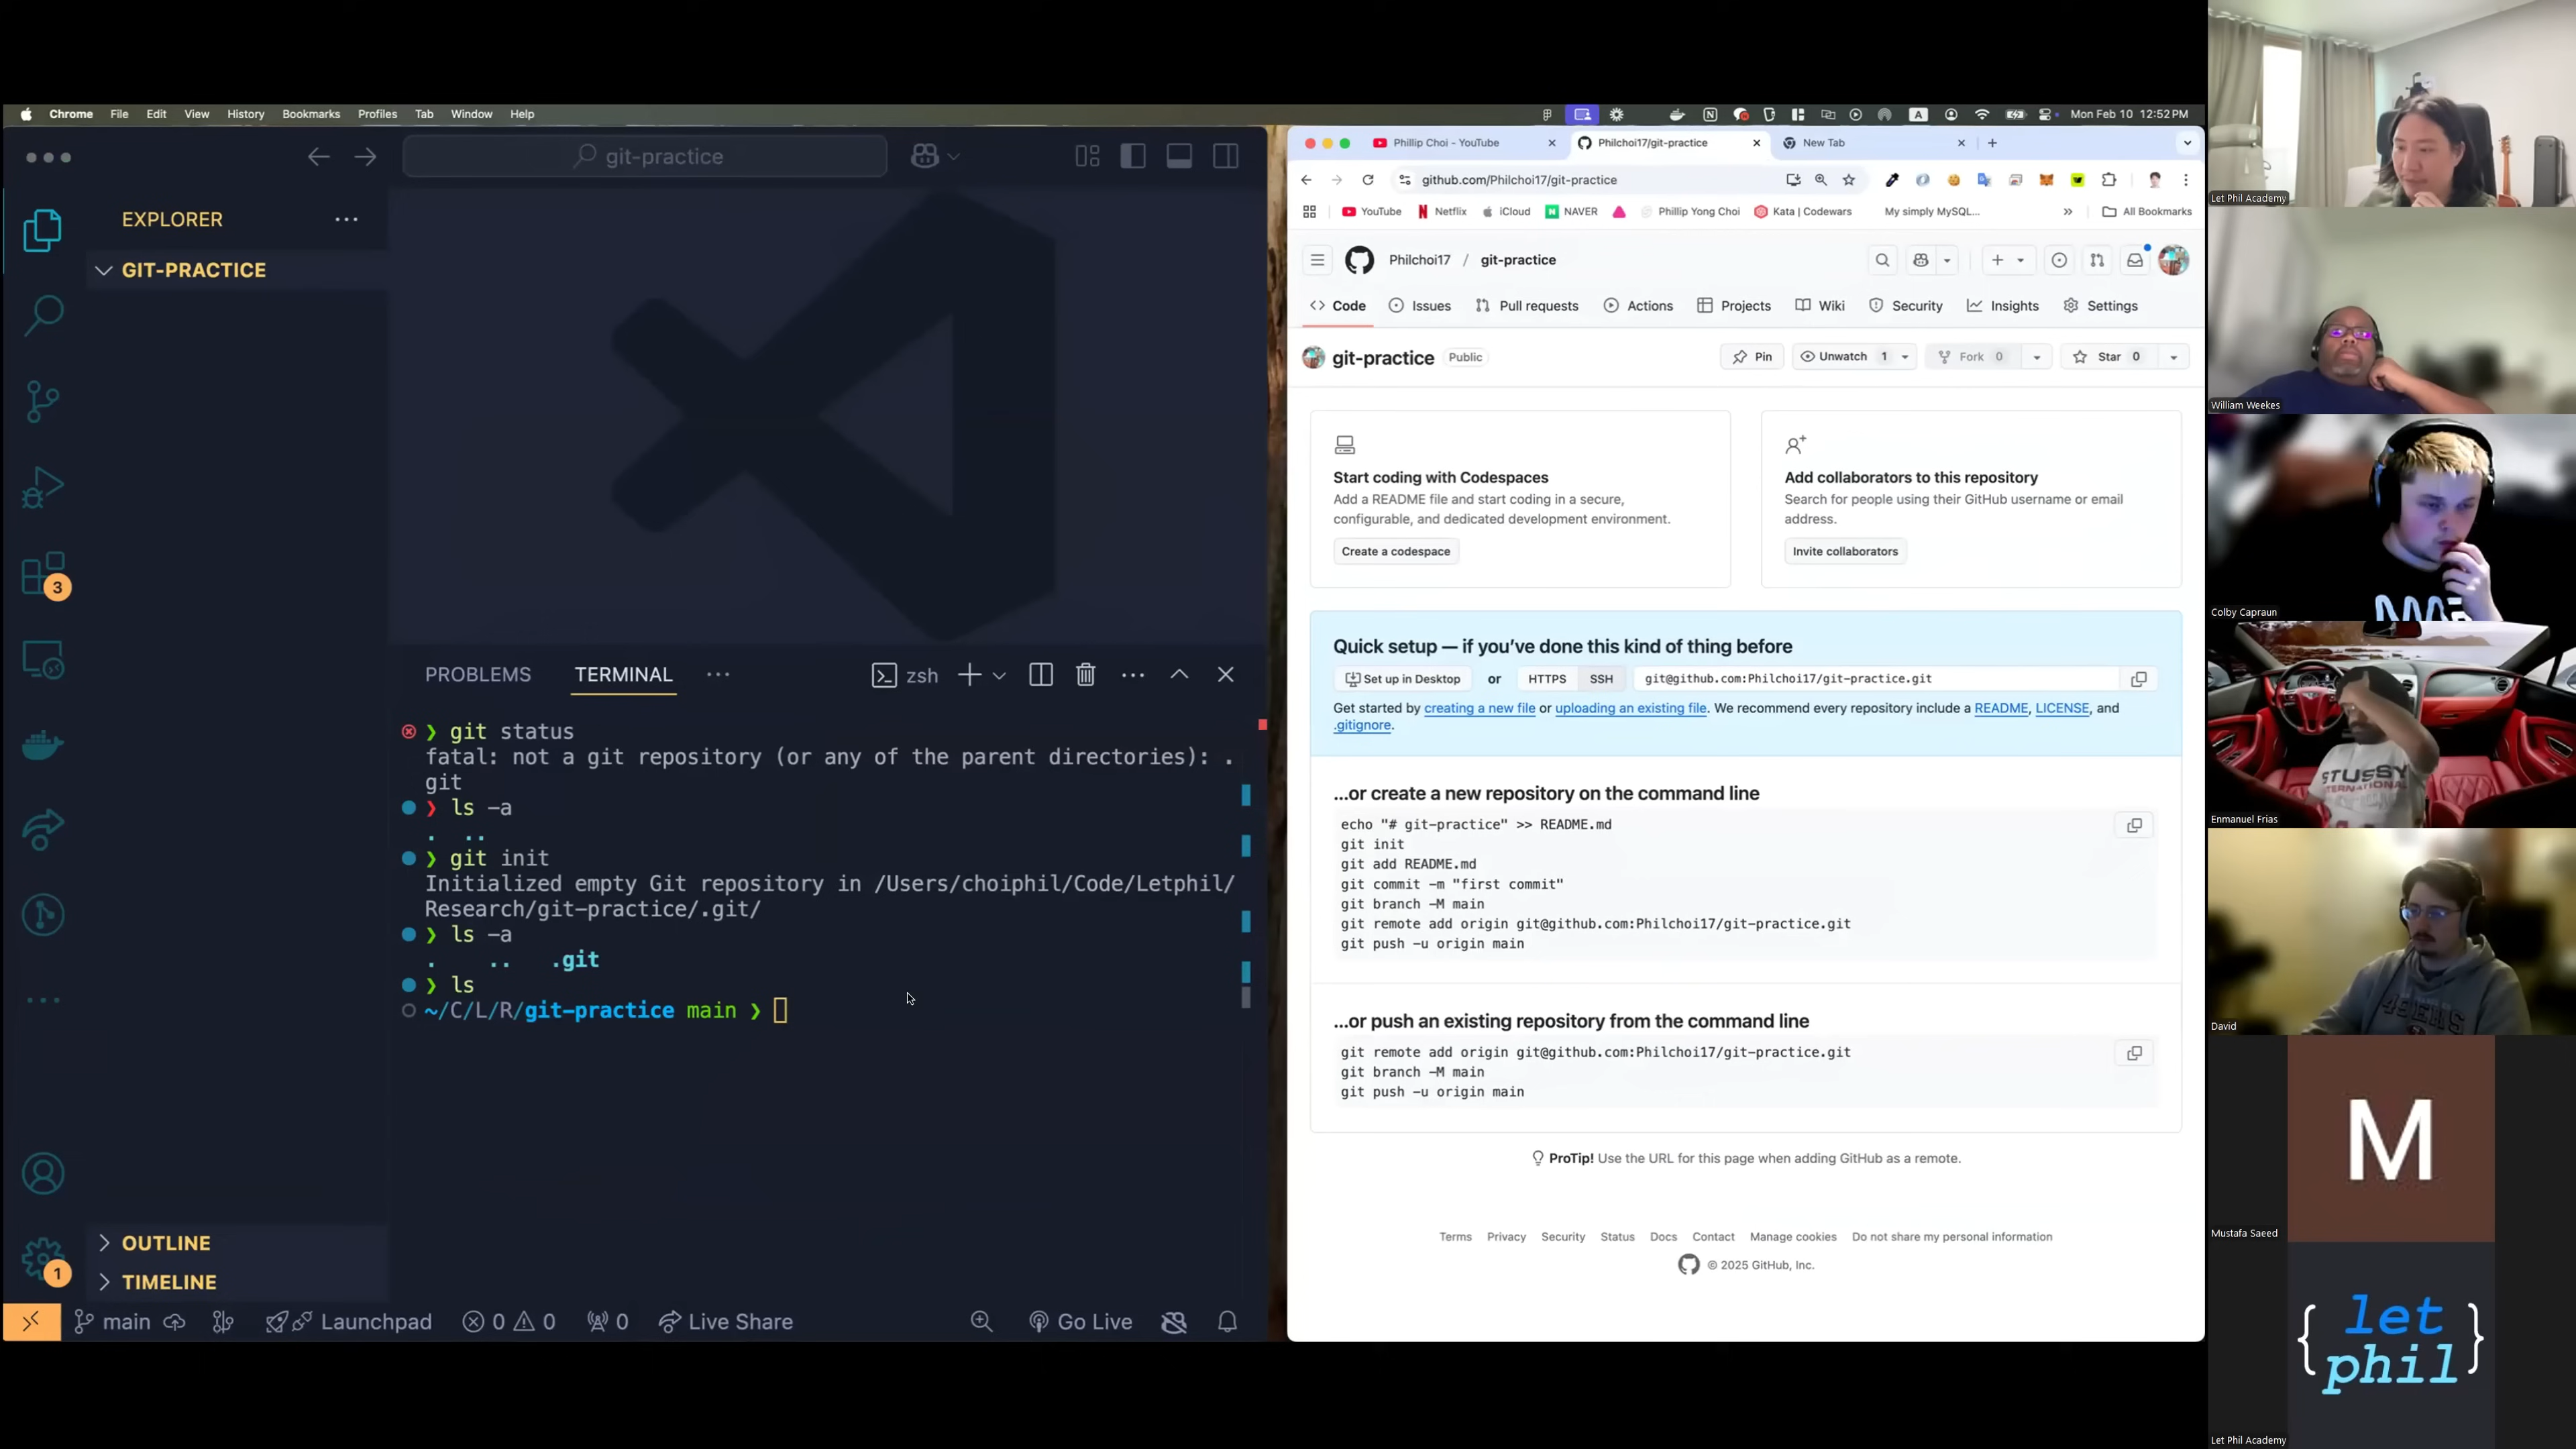 Chrome File Edit View History Bookmarks Profiles Tab Window Help
A
Mon Feb 10 12:52 PM
git-practice
EXPLORER
GIT-PRACTICE
3
PROBLEMS TERMINAL
zsh
❯ git status
fatal: not a git repository (or any of the parent directories): .
git
❯ ls -a
. ..
❯ git init
Initialized empty Git repository in /Users/choiphil/Code/Letphil/
Research/git-practice/.git/
❯ ls -a
. .. .git
❯ ls
~/C/L/R/git-practice main ❯
OUTLINE
1
TIMELINE
main Launchpad 0 0 0 Live Share Go Live
Phillip Choi - YouTube
Philchoi17/git-practice
New Tab
github.com/Philchoi17/git-practice
YouTube Netflix iCloud NAVER Phillip Yong Choi Kata | Codewars My simply MySQL... » All Bookmarks
Philchoi17 / git-practice
Code Issues Pull requests Actions Projects Wiki Security Insights Settings
git-practice Public Pin Unwatch 1 Fork 0 Star 0
Start coding with Codespaces
Add a README file and start coding in a secure,
configurable, and dedicated development environment.
Create a codespace
Add collaborators to this repository
Search for people using their GitHub username or email
address.
Invite collaborators
Quick setup — if you've done this kind of thing before
Set up in Desktop or HTTPS SSH git@github.com:Philchoi17/git-practice.git
Get started by creating a new file or uploading an existing file. We recommend every repository include a README, LICENSE, and
.gitignore.
...or create a new repository on the command line
echo "# git-practice" >> README.md
git init
git add README.md
git commit -m "first commit"
git branch -M main
git remote add origin git@github.com:Philchoi17/git-practice.git
git push -u origin main
...or push an existing repository from the command line
git remote add origin git@github.com:Philchoi17/git-practice.git
git branch -M main
git push -u origin main
ProTip! Use the URL for this page when adding GitHub as a remote.
Terms Privacy Security Status Docs Contact Manage cookies Do not share my personal information
© 2025 GitHub, Inc.
Let Phil Academy
William Weekes
Colby Capraun
STUSSY
INTERNATIONAL
Enmanuel Frias
49ERS
David
M
Mustafa Saeed
{ let
phil }
Let Phil Academy